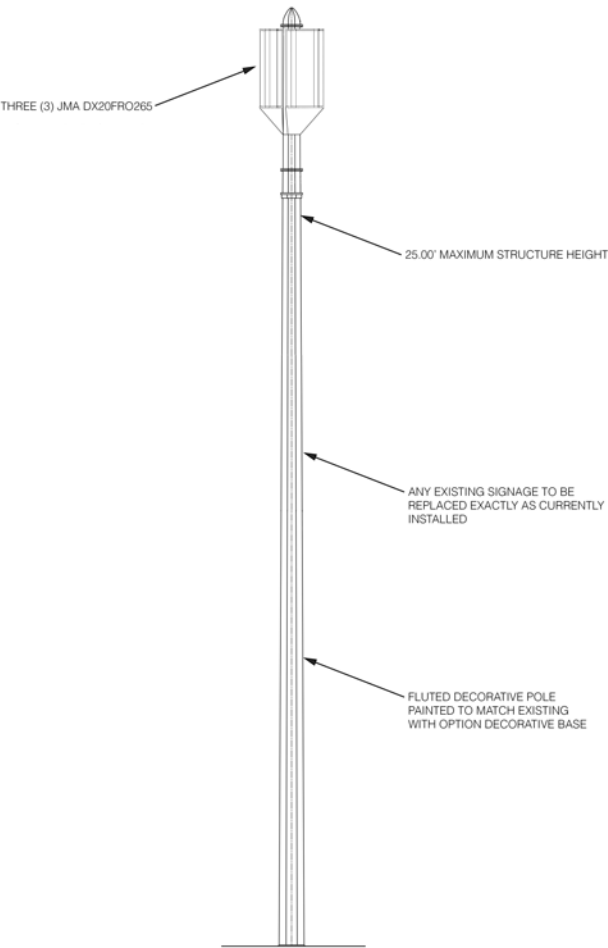 THREE (3) JMA DX20FRO265
25.00' MAXIMUM STRUCTURE HEIGHT
ANY EXISTING SIGNAGE TO BE
REPLACED EXACTLY AS CURRENTLY
INSTALLED
FLUTED DECORATIVE POLE
PAINTED TO MATCH EXISTING
WITH OPTION DECORATIVE BASE